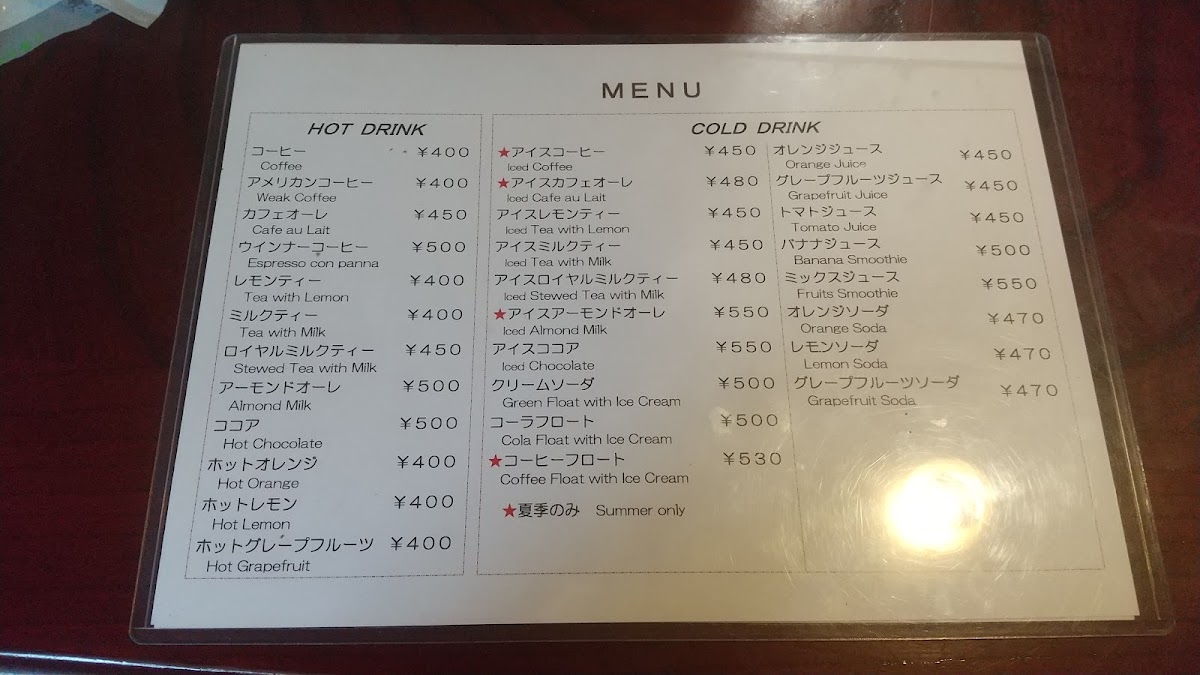 MENU
HOT DRINK
コーヒー ¥400
Coffee
アメリカンコーヒー ¥400
Weak Coffee
カフェオーレ ¥450
Cafe au Lait
ウインナーコーヒー ¥500
Espresso con panna
レモンティー ¥400
Tea with Lemon
ミルクティー ¥400
Tea with Milk
ロイヤルミルクティー ¥450
Stewed Tea with Milk
アーモンドオーレ ¥500
Almond Milk
ココア ¥500
Hot Chocolate
ホットオレンジ ¥400
Hot Orange
ホットレモン ¥400
Hot Lemon
ホットグレープフルーツ ¥400
Hot Grapefruit
COLD DRINK
★アイスコーヒー ¥450
Iced Coffee
★アイスカフェオーレ ¥480
Iced Cafe au Lait
アイスレモンティー ¥450
Iced Tea with Lemon
アイスミルクティー ¥450
Iced Tea with Milk
アイスロイヤルミルクティー ¥480
Iced Stewed Tea with Milk
★アイスアーモンドオーレ ¥550
Iced Almond Milk
アイスココア ¥550
Iced Chocolate
クリームソーダ ¥500
Green Float with Ice Cream
コーラフロート ¥500
Cola Float with Ice Cream
★コーヒーフロート ¥530
Coffee Float with Ice Cream
★夏季のみ Summer only
オレンジジュース ¥450
Orange Juice
グレープフルーツジュース ¥450
Grapefruit Juice
トマトジュース ¥450
Tomato Juice
バナナジュース ¥500
Banana Smoothie
ミックスジュース ¥550
Fruits Smoothie
オレンジソーダ ¥470
Orange Soda
レモンソーダ ¥470
Lemon Soda
グレープフルーツソーダ ¥470
Grapefruit Soda